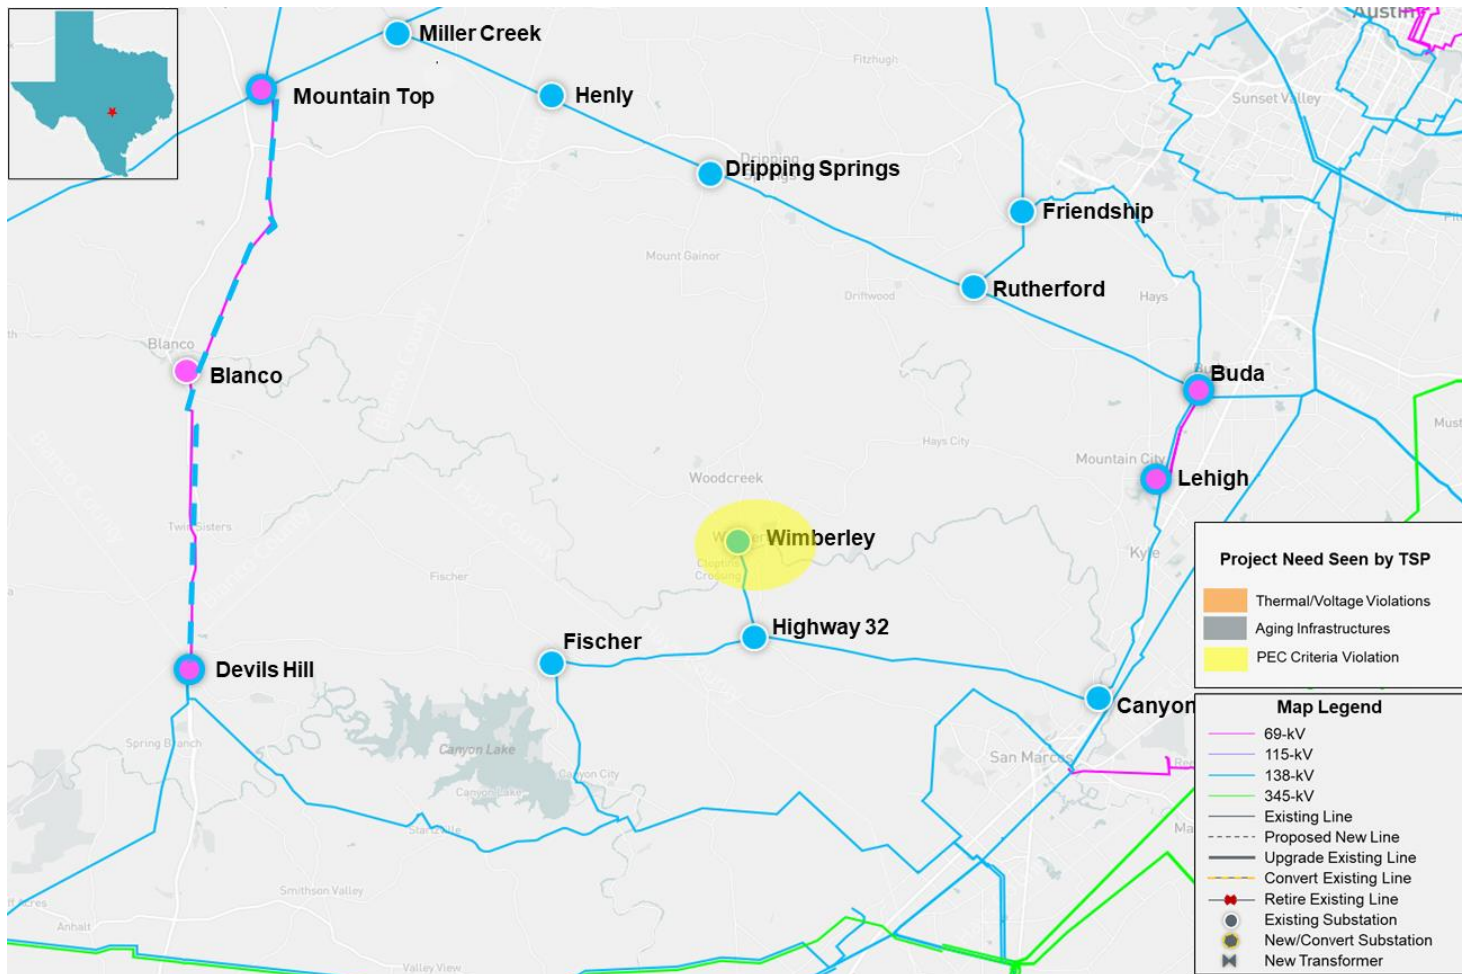 Austin
Miller Creek
Fitzhugh
Mountain Top
Henly
Sunset Valley
Dripping Springs
Dripping
Springs
Friendship
Mount Gainor
Driftwood
Rutherford
Hays
Blanco
Blanco
Buda
Hays City
Mountain City
Woodcreek
Lehigh
Twin Sisters
Wimberley
Kyle
Cloptins
Crossing
Fischer
Highway 32
Fischer
Devils Hill
Canyon
Spring Branch
Canyon Lake
San Marcos
Canyon City
Canyon Lake
Startzville
Smithson Valley
Anhalt
Valley View
Project Need Seen by TSP
Thermal/Voltage Violations
Aging Infrastructures
PEC Criteria Violation
Map Legend
69-kV
115-kV
138-kV
345-kV
Existing Line
Proposed New Line
Upgrade Existing Line
Convert Existing Line
Retire Existing Line
Existing Substation
New/Convert Substation
New Transformer